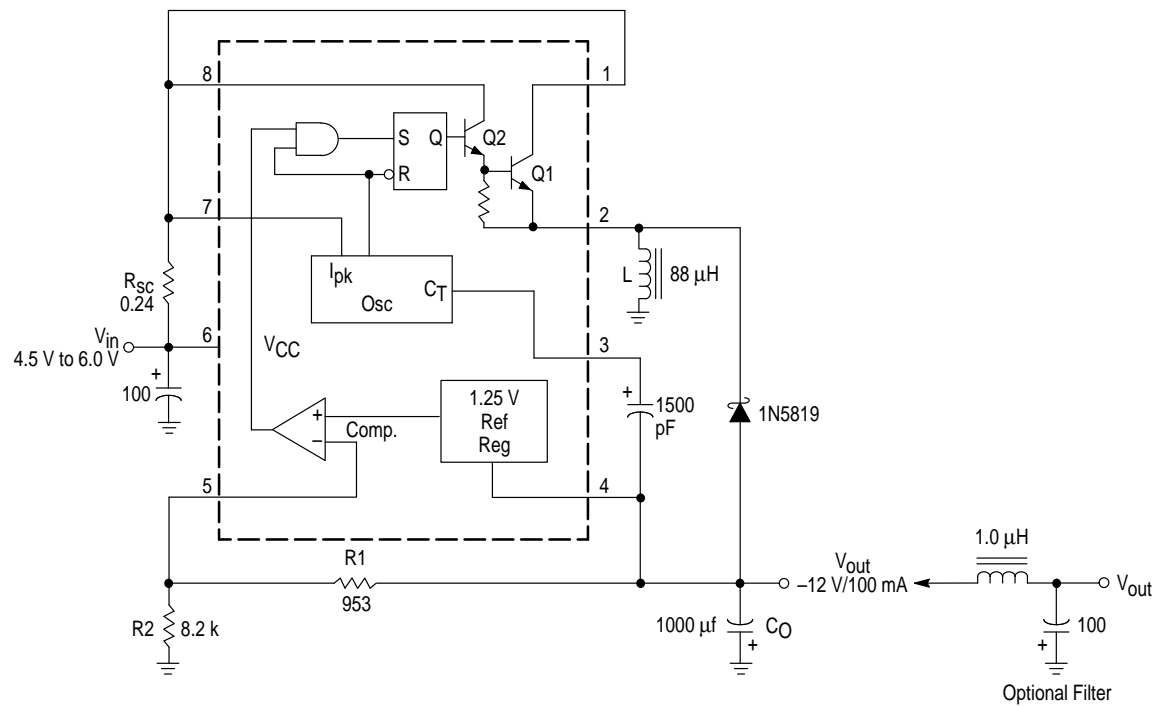 8
1
S
Q
Q2
R
Q1
7
2
Ipk
CT
Osc
L
88 μH
Rsc
0.24
Vin
4.5 V to 6.0 V
6
VCC
3
+
100
1.25 V
Ref
Reg
+
–
Comp.
+
1500
pF
1N5819
5
4
R1
953
Vout
–12 V/100 mA
1.0 μH
Vout
R2
8.2 k
1000 μf
CO
+
100
+
Optional Filter